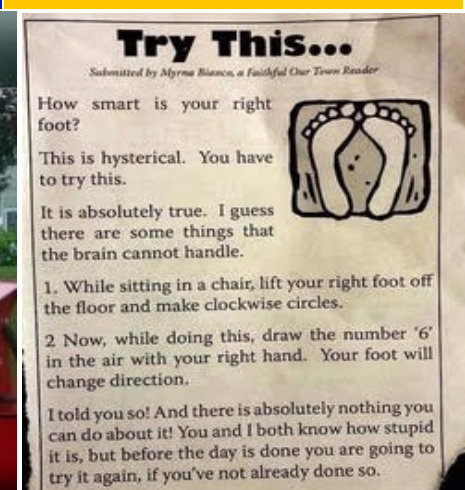 Try This...
Submitted by Myrna Bianco, a Faithful Our Town Reader
How smart is your right
foot?
This is hysterical. You have
to try this.
It is absolutely true. I guess
there are some things that
the brain cannot handle.
1. While sitting in a chair, lift your right foot off
the floor and make clockwise circles.
2 Now, while doing this, draw the number '6'
in the air with your right hand. Your foot will
change direction.
I told you so! And there is absolutely nothing you
can do about it! You and I both know how stupid
it is, but before the day is done you are going to
try it again, if you've not already done so.